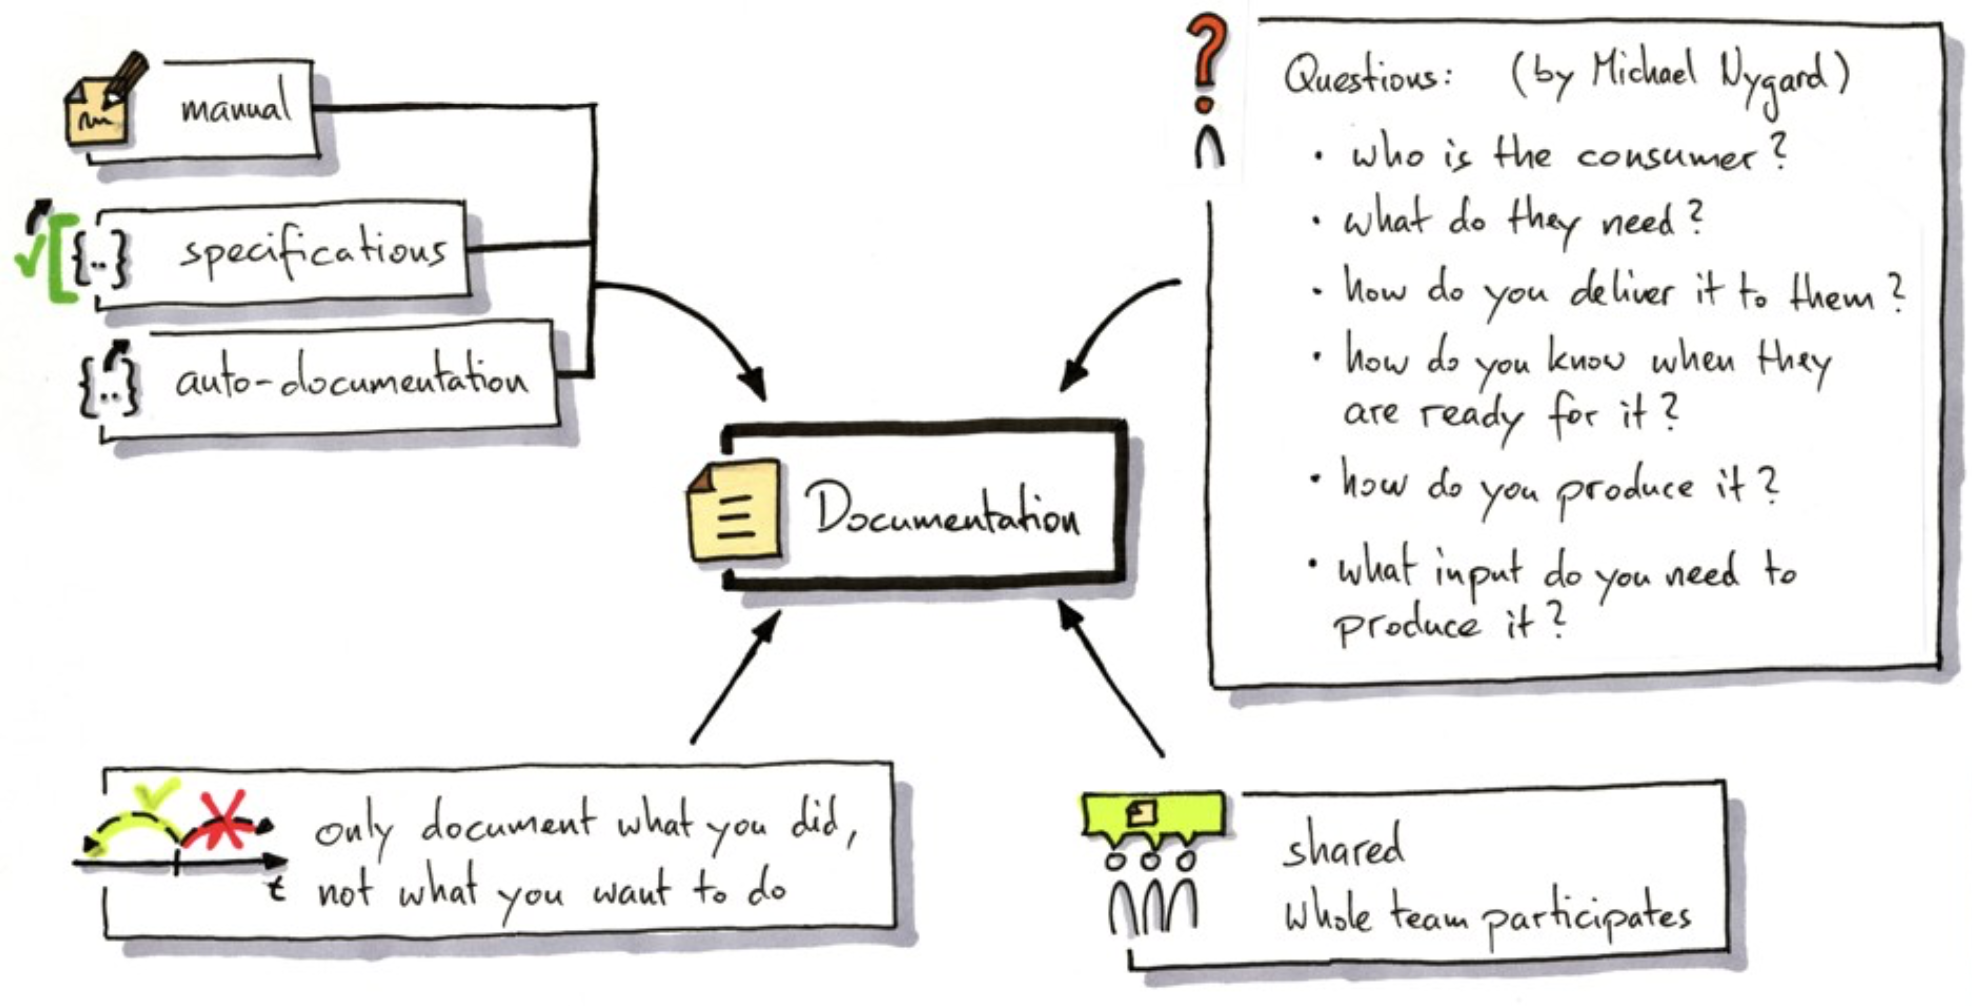 manual
specifications
auto-documentation
Documentation
Questions: (by Michael Nygard)
• who is the consumer?
• what do they need?
• how do you deliver it to them?
• how do you know when they
are ready for it?
• how do you produce it?
• what input do you need to
produce it?
only document what you did,
not what you want to do
t
shared
whole team participates